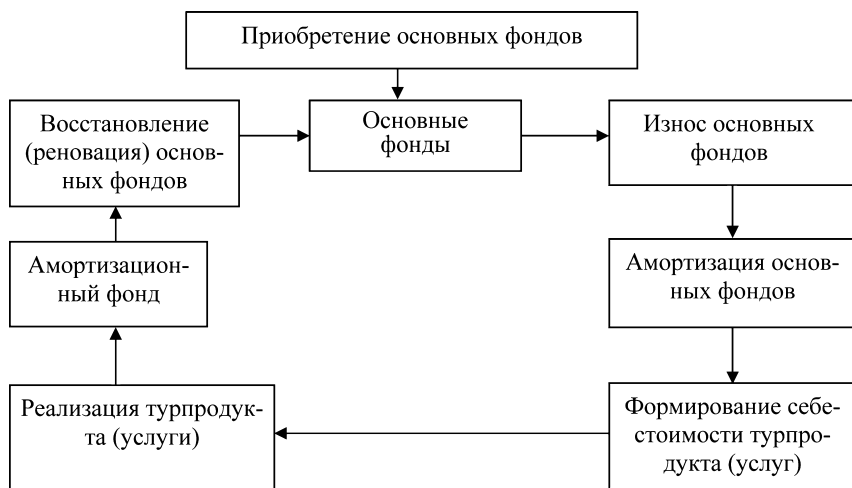 Приобретение основных фондов
Восстановление
(реновация) основ-
ных фондов
Основные
фонды
Износ основных
фондов
Амортизацион-
ный фонд
Амортизация основ-
ных фондов
Реализация турпродук-
та (услуги)
Формирование себе-
стоимости турпро-
дукта (услуг)